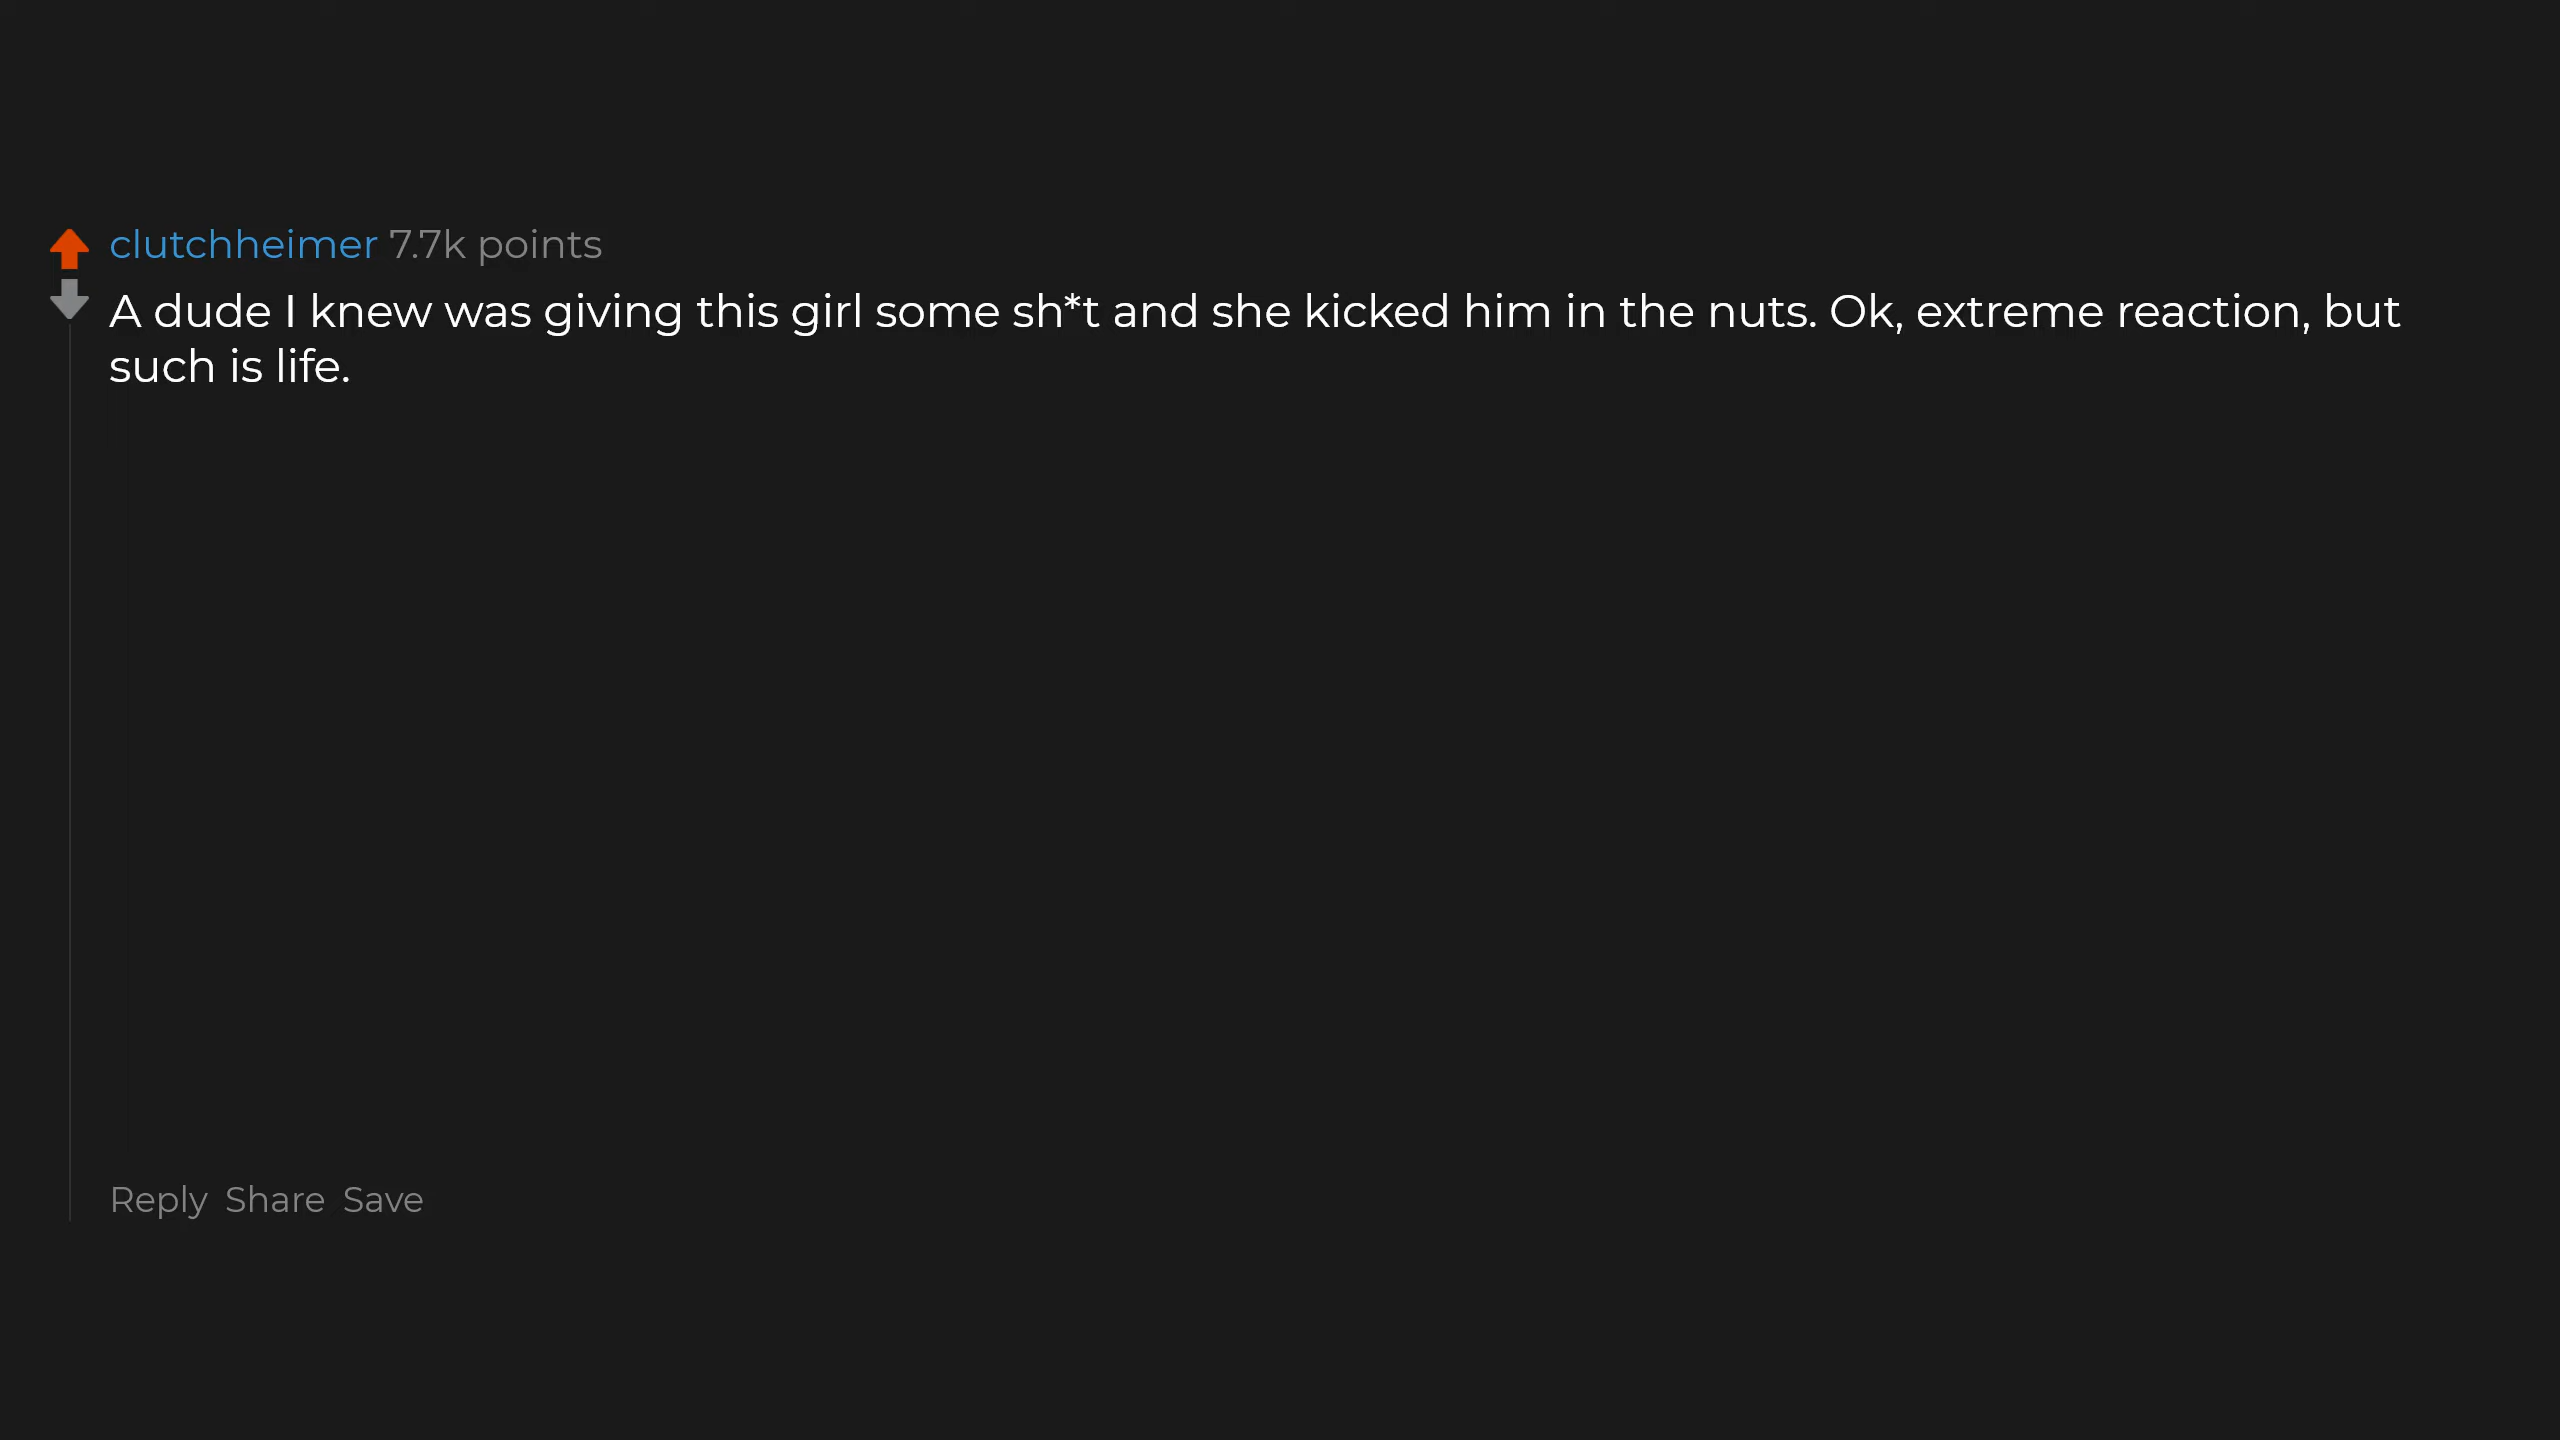 clutchheimer 7.7k points
A dude I knew was giving this girl some sh*t and she kicked him in the nuts. Ok, extreme reaction, but
such is life.
Reply Share Save